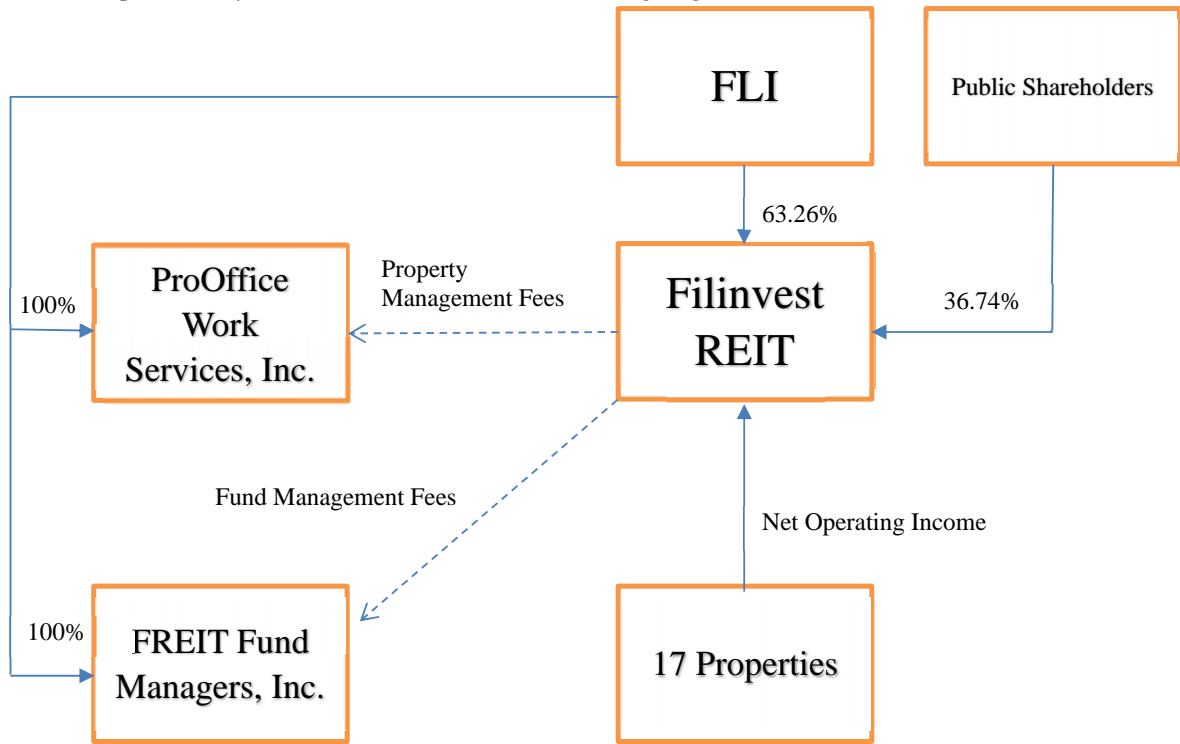 FLI
Public Shareholders
63.26%
ProOffice
Work
Services, Inc.
100%
Property
Management Fees
Filinvest
REIT
36.74%
Fund Management Fees
Net Operating Income
100%
FREIT Fund
Managers, Inc.
17 Properties